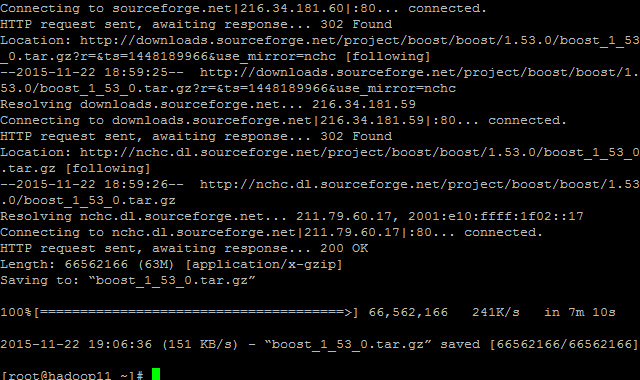 Connecting to sourceforge.net|216.34.181.60|:80... connected.
HTTP request sent, awaiting response... 302 Found
Location: http://downloads.sourceforge.net/project/boost/boost/1.53.0/boost_1_53
_0.tar.gz?r=&ts=1448189966&use_mirror=nchc [following]
--2015-11-22 18:59:25--  http://downloads.sourceforge.net/project/boost/boost/1.
53.0/boost_1_53_0.tar.gz?r=&ts=1448189966&use_mirror=nchc
Resolving downloads.sourceforge.net... 216.34.181.59
Connecting to downloads.sourceforge.net|216.34.181.59|:80... connected.
HTTP request sent, awaiting response... 302 Found
Location: http://nchc.dl.sourceforge.net/project/boost/boost/1.53.0/boost_1_53_0
.tar.gz [following]
--2015-11-22 18:59:26--  http://nchc.dl.sourceforge.net/project/boost/boost/1.53
.0/boost_1_53_0.tar.gz
Resolving nchc.dl.sourceforge.net... 211.79.60.17, 2001:e10:ffff:1f02::17
Connecting to nchc.dl.sourceforge.net|211.79.60.17|:80... connected.
HTTP request sent, awaiting response... 200 OK
Length: 66562166 (63M) [application/x-gzip]
Saving to: “boost_1_53_0.tar.gz”
100%[======================================>] 66,562,166   241K/s   in 7m 10s
2015-11-22 19:06:36 (151 KB/s) - “boost_1_53_0.tar.gz” saved [66562166/66562166]
[root@hadoop11 ~]#